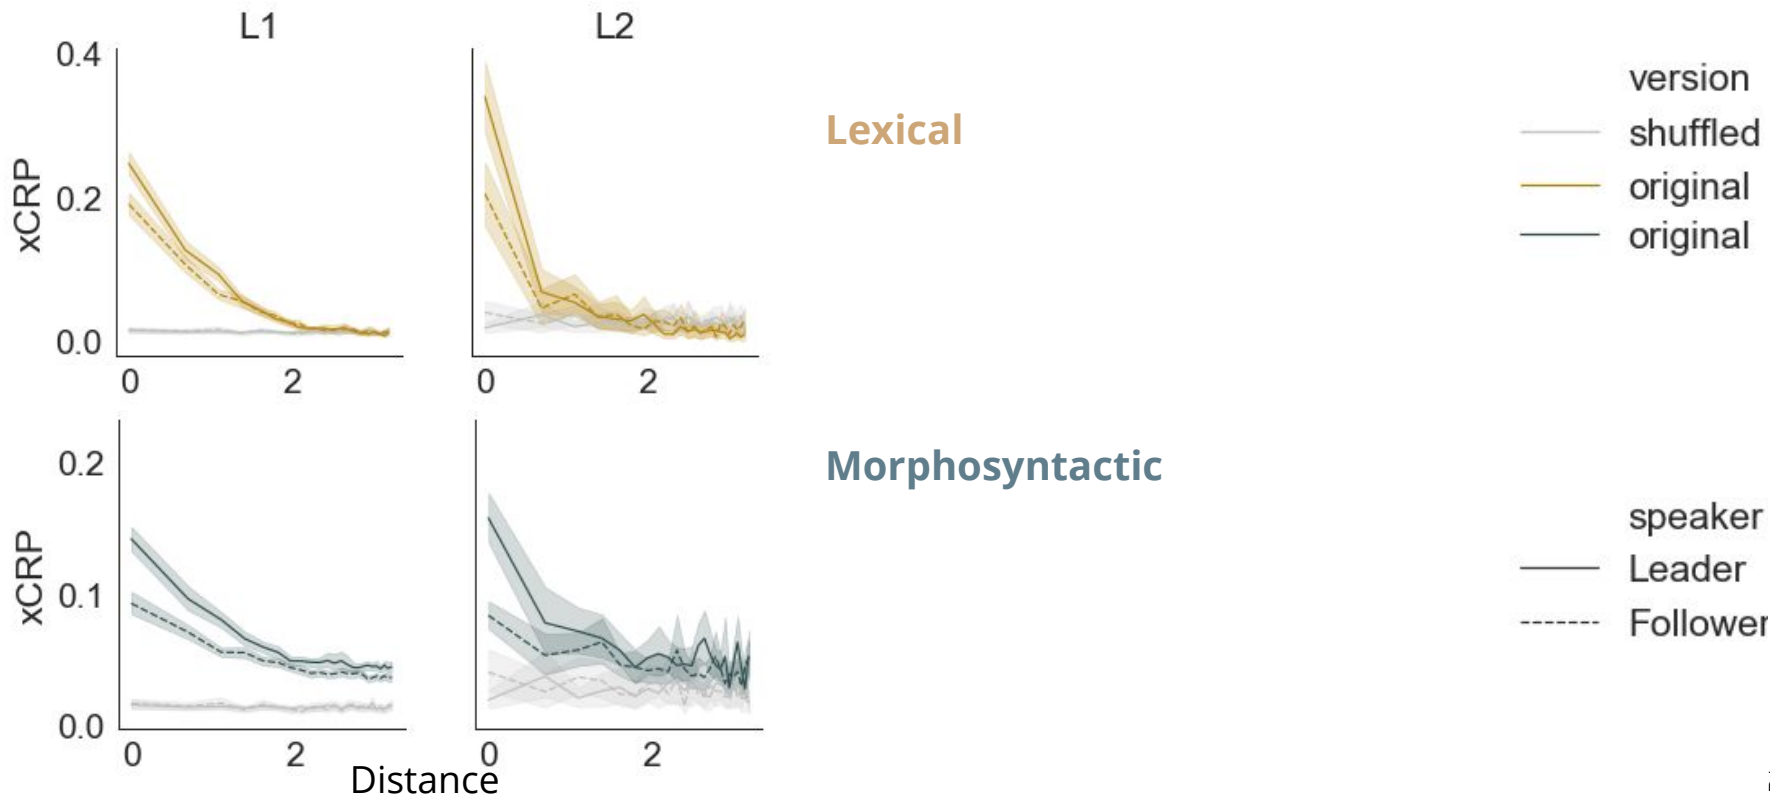 L1
L2
0.4
0.2
0.0
xCRP
0
2
0
2
Lexical
version
shuffled
original
original
0.2
0.1
0.0
xCRP
0
2
0
2
Distance
Morphosyntactic
speaker
Leader
Follower